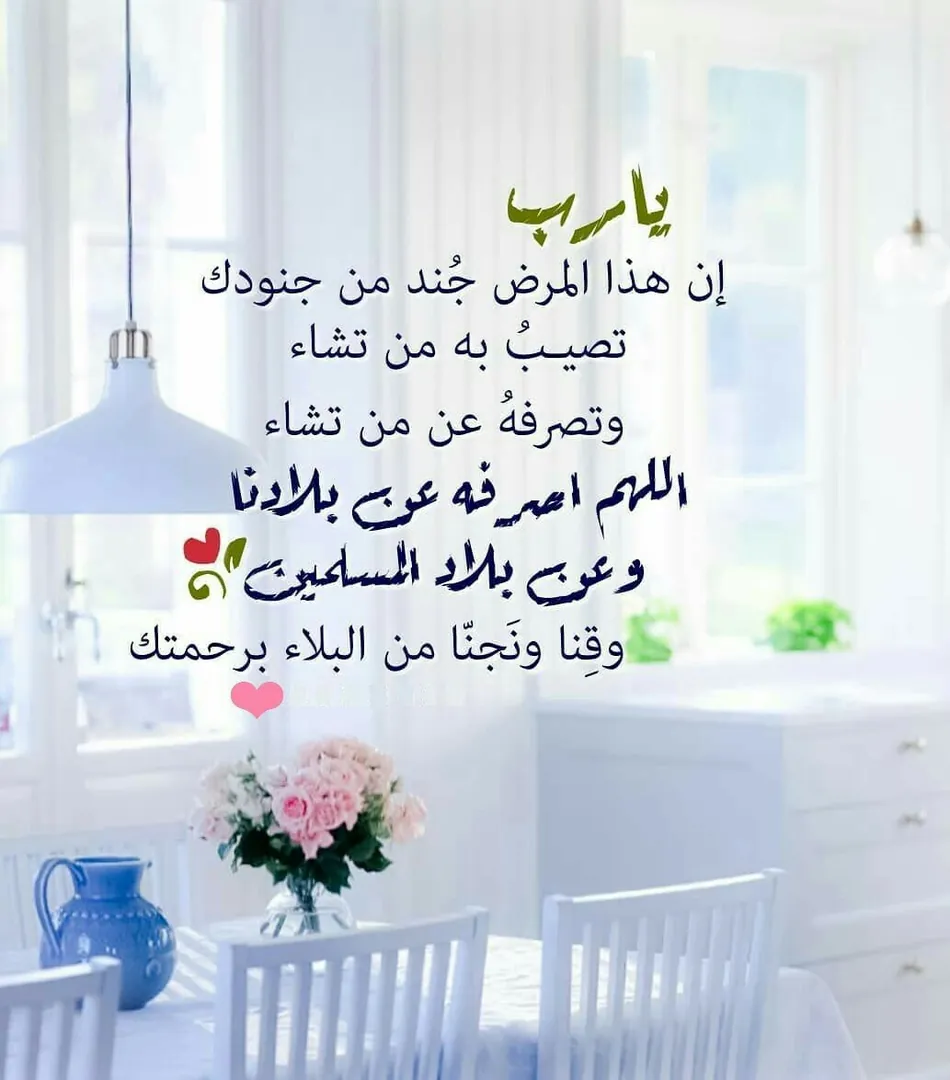 يارب
إن هذا المرض جُند من جنودك
تصيـبُ به من تشاء
وتصرفهُ عن من تشاء
اللهم اصرفه عن بلادنا
وعن بلاد المسلمين
وقِنا ونَجنّا من البلاء برحمتك